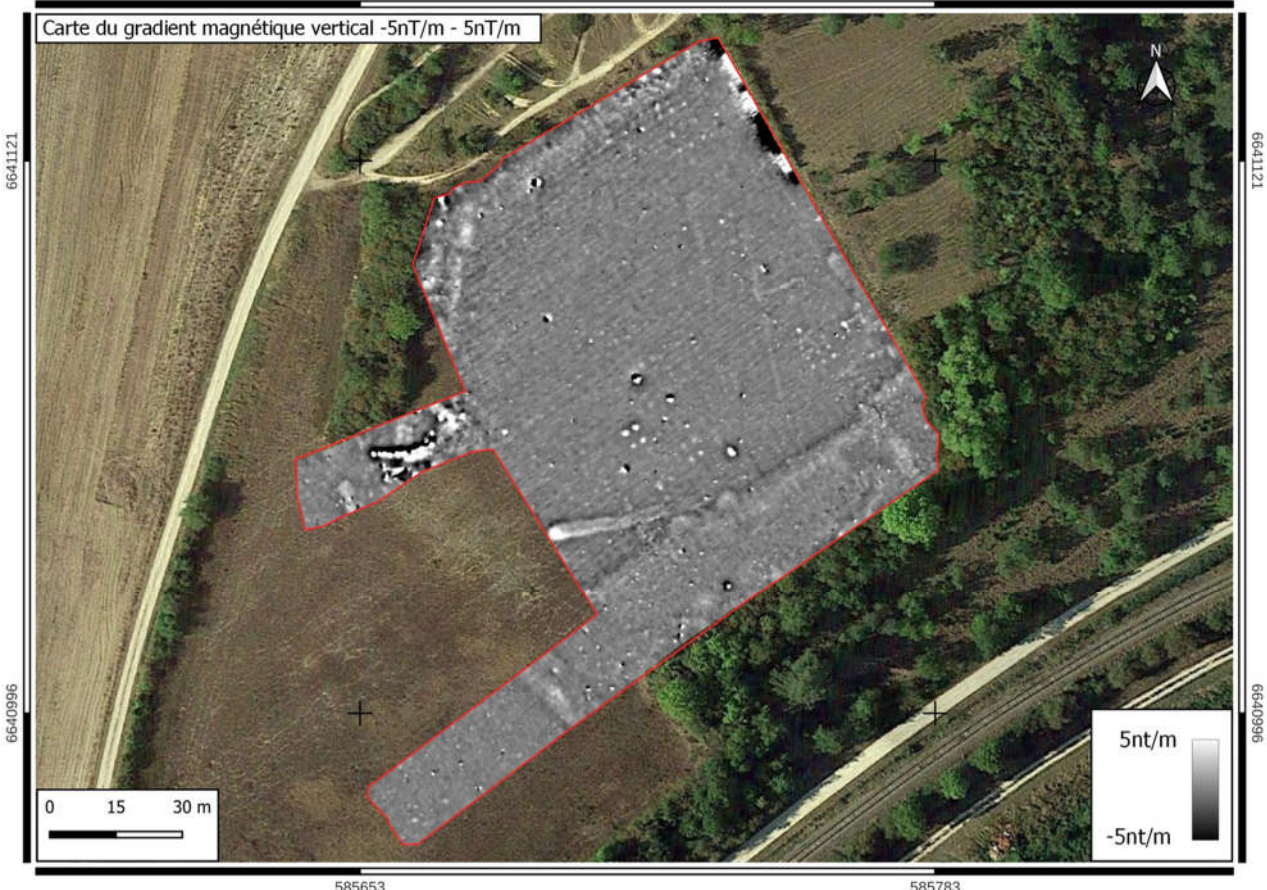 Carte du gradient magnétique vertical -5nT/m - 5nT/m
N
6641121
6641121
6640996
6640996
5nt/m
-5nt/m
0 15 30 m
585653
585783